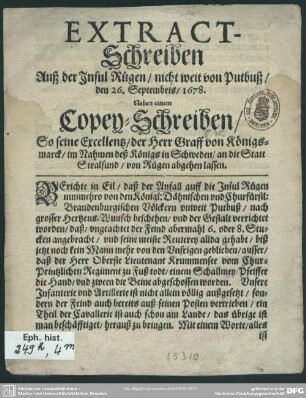 EXTRACT-
Schreiben
Auß der Insul Rügen / nicht weit von Putbuß /
den 26. Septembris / 1678.
Neben einem
Copey-Schreiben /
So seine Excellentz / der Herr Graff von Königs-
marck / im Nahmen deß Königs in Schweden / an die Statt
Stralsund / von Rügen abgehen lassen.
BErichte in Eil / daß der Anfall auff die Insul Rügen
nunmehro von den Königl: Dähnischen und Churfürstl:
Brandenburgischen Völckern unweit Putbuß / nach
grosser Hertzens-Wunsch beschehen / und der Gestalt verrichtet
worden / daß / ungeachtet der Feind abermahl 6. oder 8. Stu-
cken angebracht / und seine meiste Reuterey allda gehabt / biß
jetzt noch kein Mann mehr von den Unsrigen geblieben / ausser /
daß der Herr Oberste Lieutenant Krummensee vom Chur-
Printzlichen Regiment zu Fuß todt / einem Schallmey Pfeiffer
die Hand / und zween die Beine abgeschossen worden. Unsere
Infanterie und Artillerie ist nicht allein völlig außgesetzt / son-
dern der Feind auch bereits auß seinen Posten vertrieben / ein
Theil der Cavallerie ist auch schon am Lande / das übrige ist
man beschäfftiget / herauß zu bringen. Mit einem Worte / alles
ist
Eph. hist.
249 k, 4m
15310